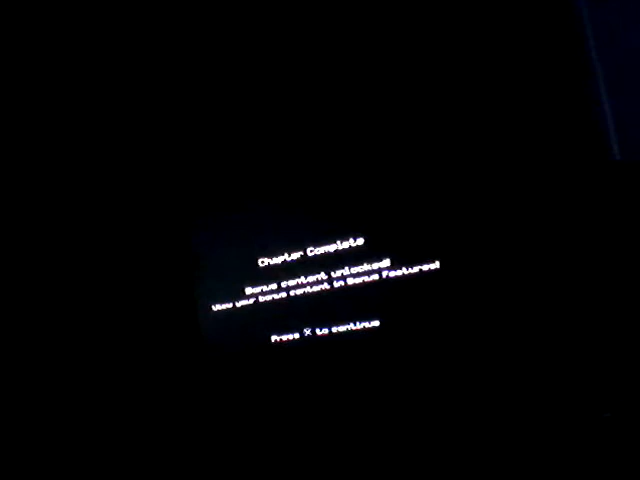 Chapter Complete
Bonus content unlocked!
View your bonus content in Bonus Features!
Press X to continue